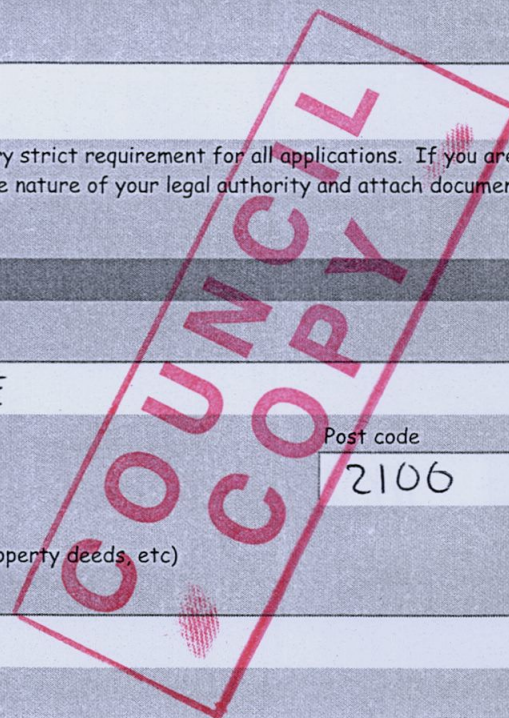 ry strict requirement for all applications. If you are
e nature of your legal authority and attach documen
E
Post code
2106
operty deeds, etc)
COUNCIL
COPY